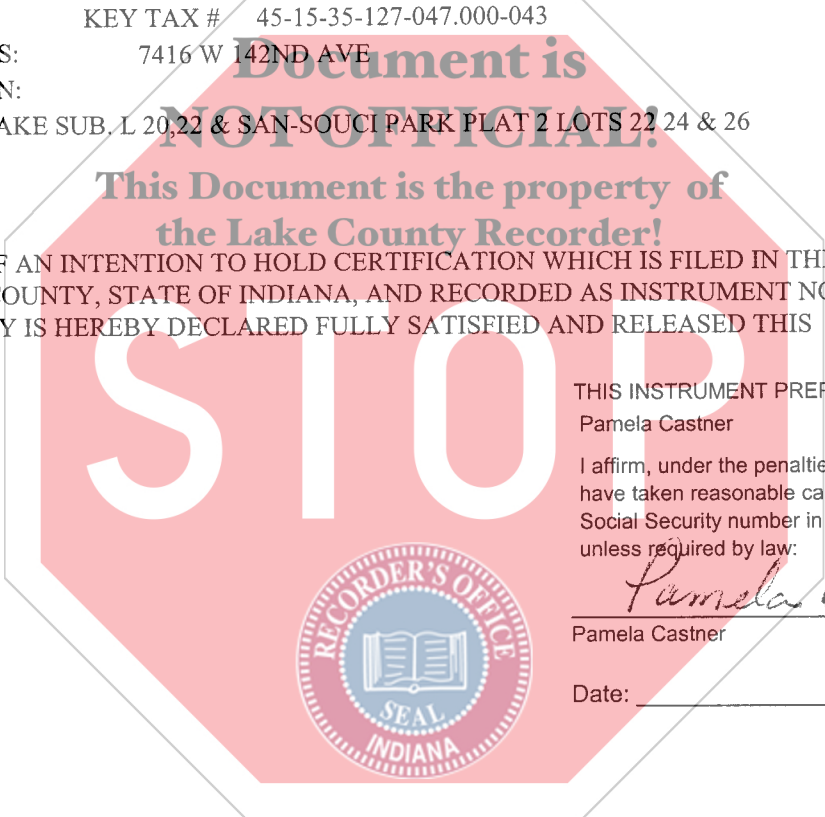 KEY TAX # 45-15-35-127-047.000-043
S: 7416 W 142ND AVE
Document is
N:
NOT OFFICIAL!
AKE SUB. L 20,22 & SAN-SOUCI PARK PLAT 2 LOTS 22 24 & 26
This Document is the property of
the Lake County Recorder!
F AN INTENTION TO HOLD CERTIFICATION WHICH IS FILED IN TH
COUNTY, STATE OF INDIANA, AND RECORDED AS INSTRUMENT NO
Y IS HEREBY DECLARED FULLY SATISFIED AND RELEASED THIS
STOP
THIS INSTRUMENT PREP
Pamela Castner
I affirm, under the penaltie
have taken reasonable ca
Social Security number in
unless required by law:
Pamela
Pamela Castner
Date:
RECORDER'S OFFICE
SEAL
INDIANA